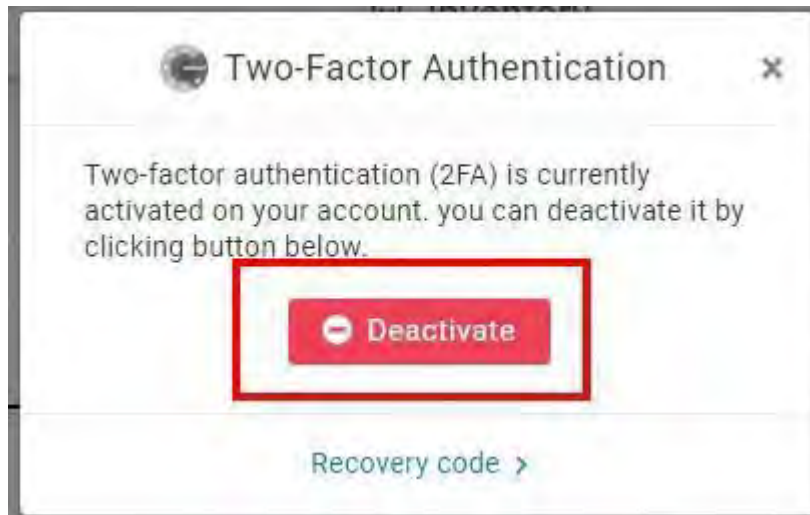 Two-Factor Authentication
Two-factor authentication (2FA) is currently
activated on your account. you can deactivate it by
clicking button below.
Deactivate
Recovery code